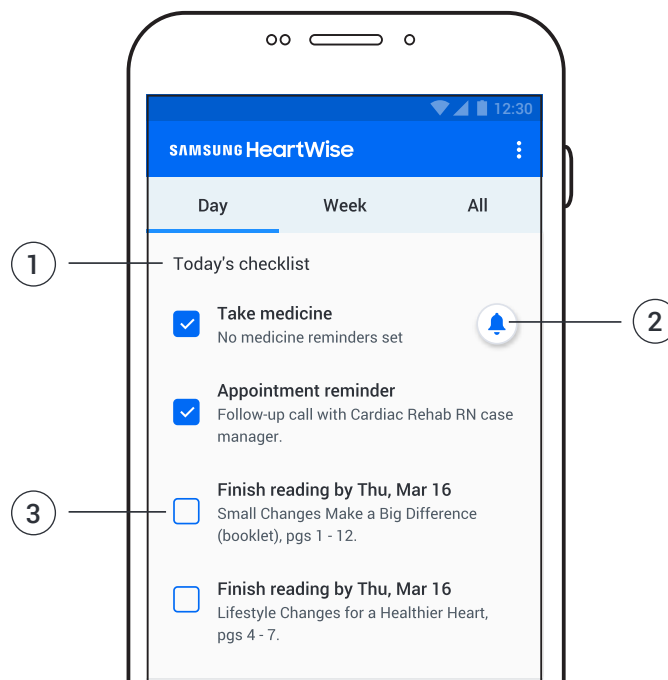 12:30
SAMSUNG HeartWise
Day Week All
1
Today's checklist
Take medicine
No medicine reminders set
2
Appointment reminder
Follow-up call with Cardiac Rehab RN case
manager.
Finish reading by Thu, Mar 16
3
Small Changes Make a Big Difference
(booklet), pgs 1 - 12.
Finish reading by Thu, Mar 16
Lifestyle Changes for a Healthier Heart,
pgs 4 - 7.